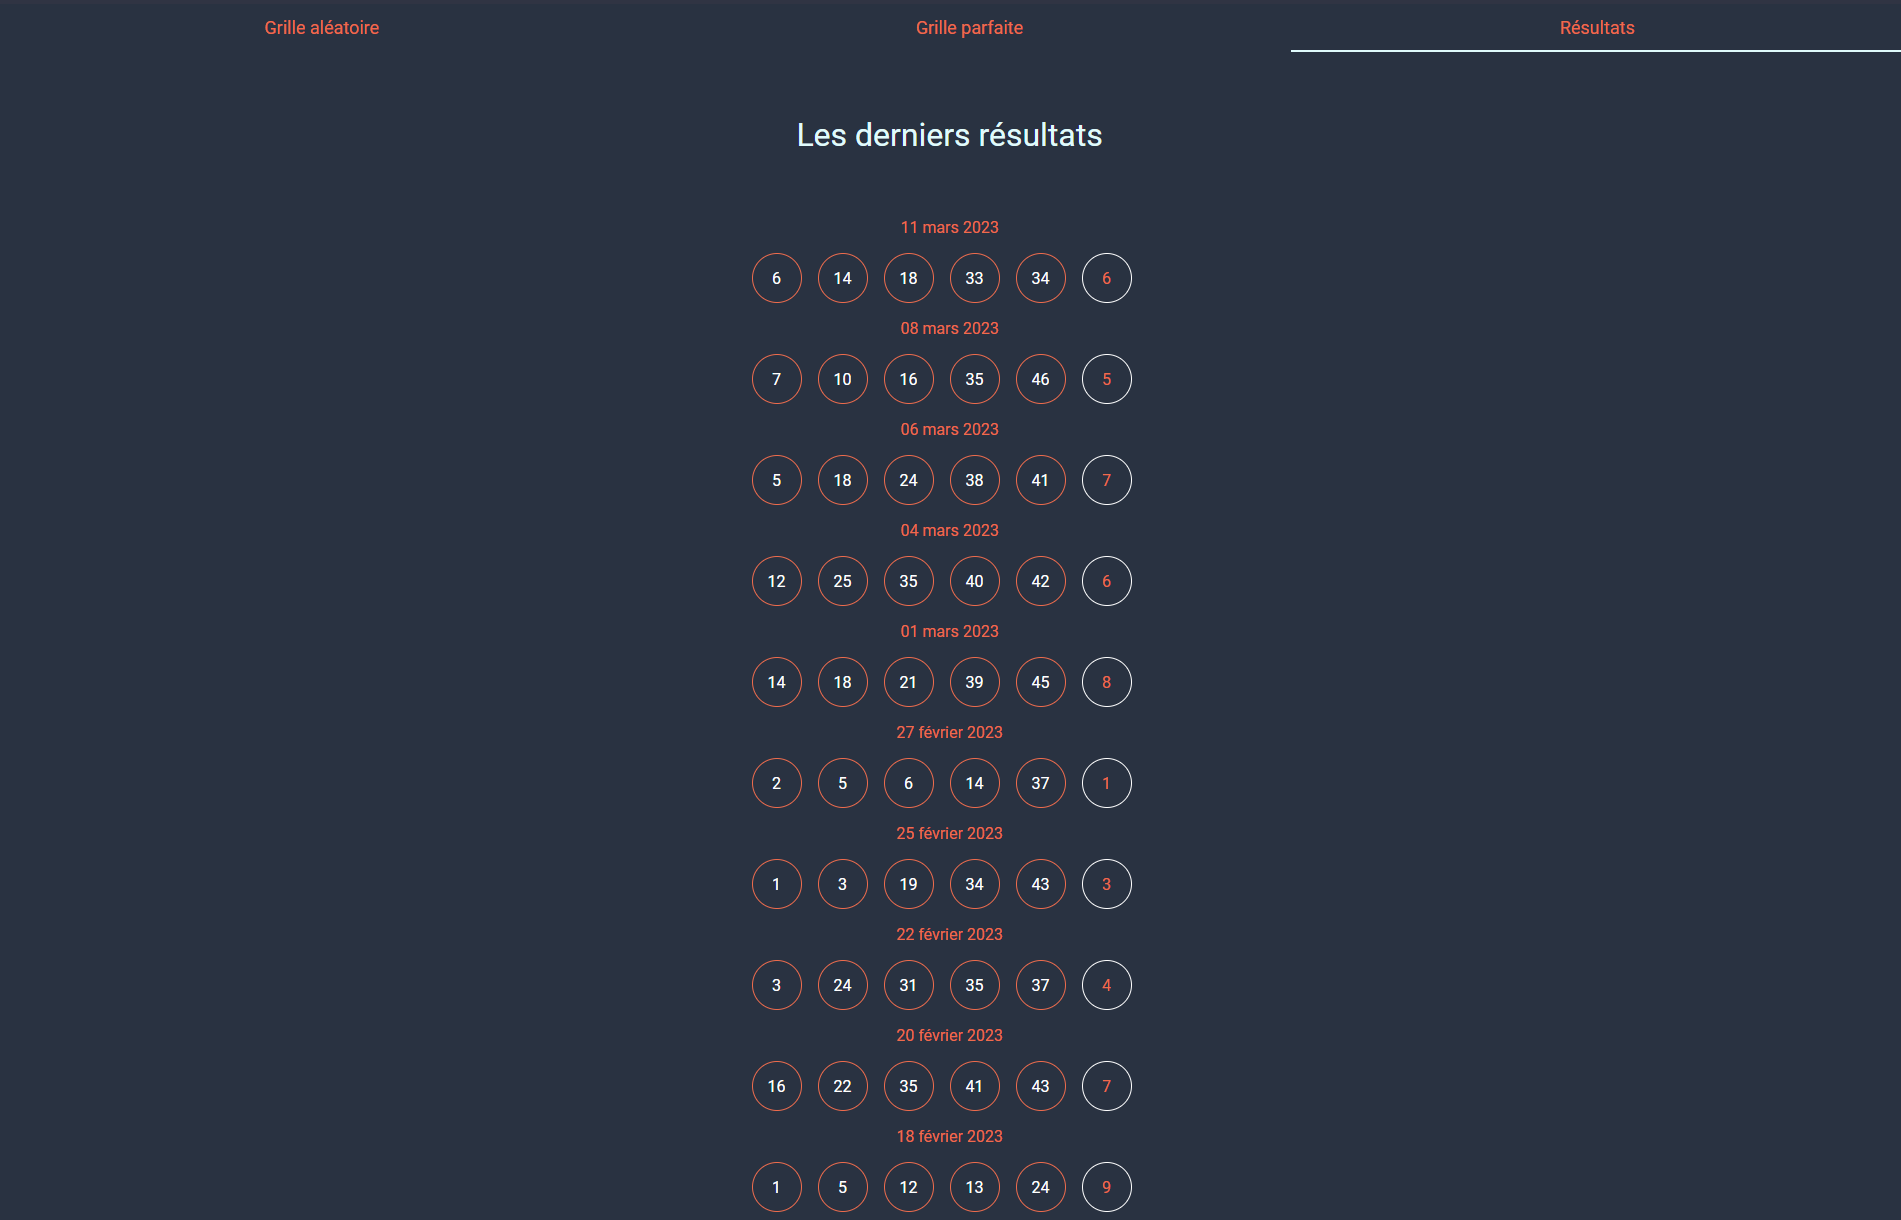 Grille aléatoire Grille parfaite Résultats
Les derniers résultats
11 mars 2023
6 14 18 33 34 6
08 mars 2023
7 10 16 35 46 5
06 mars 2023
5 18 24 38 41 7
04 mars 2023
12 25 35 40 42 6
01 mars 2023
14 18 21 39 45 8
27 février 2023
2 5 6 14 37 1
25 février 2023
1 3 19 34 43 3
22 février 2023
3 24 31 35 37 4
20 février 2023
16 22 35 41 43 7
18 février 2023
1 5 12 13 24 9